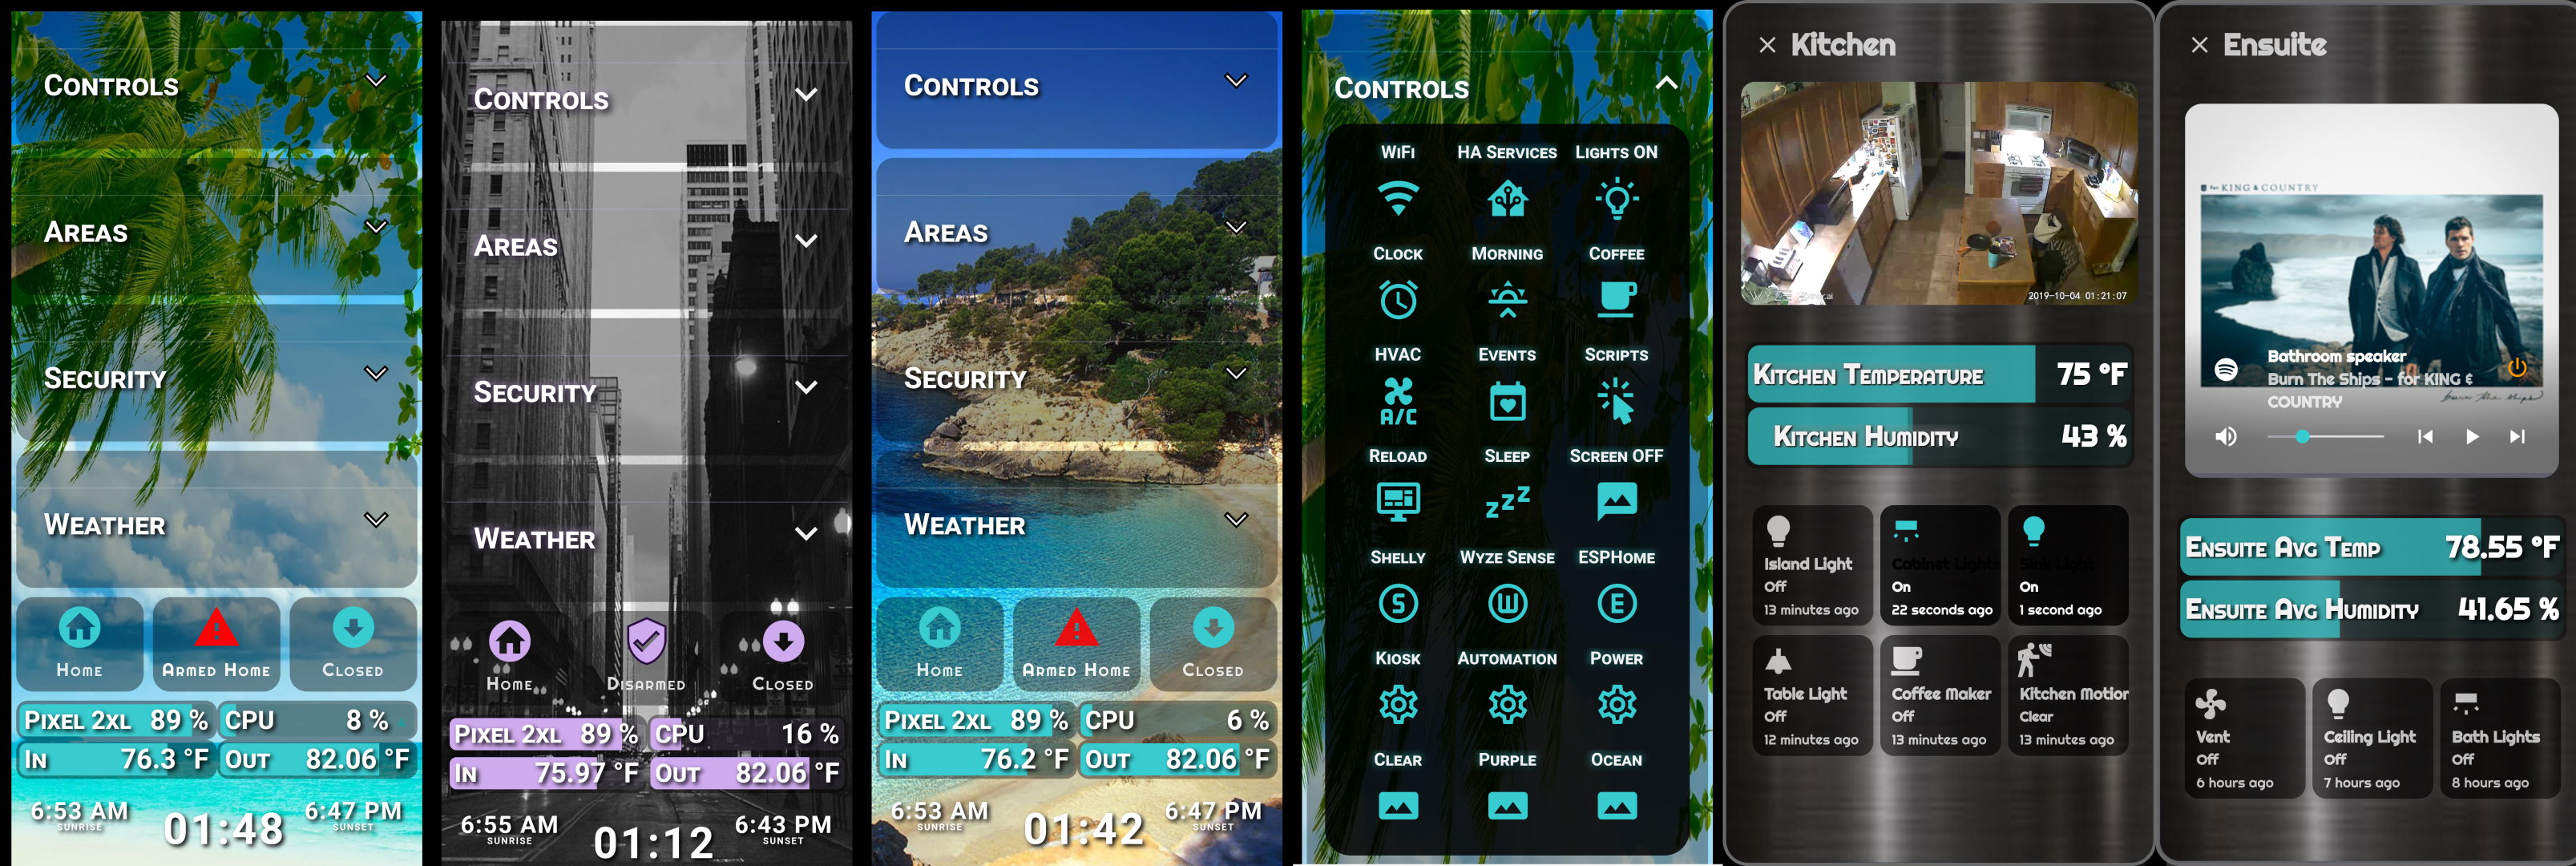 Controls
Areas
Security
Weather
Home
Armed Home
Closed
Pixel 2XL 89 % CPU 8 %
In 76.3 °F Out 82.06 °F
6:53 AM
SUNRISE
01:48
6:47 PM
SUNSET
Controls
Areas
Security
Weather
Home
Disarmed
Closed
Pixel 2XL 89 % CPU 16 %
In 75.97 °F Out 82.06 °F
6:55 AM
SUNRISE
01:12
6:43 PM
SUNSET
Controls
Areas
Security
Weather
Home
Armed Home
Closed
Pixel 2XL 89 % CPU 6 %
In 76.2 °F Out 82.06 °F
6:53 AM
SUNRISE
01:42
6:47 PM
SUNSET
Controls
WiFi HA Services Lights ON
Clock Morning Coffee
HVAC Events Scripts
A/C
Reload Sleep Screen OFF
zzz
Shelly Wyze Sense ESPHome
S W E
Kiosk Automation Power
Clear Purple Ocean
Kitchen
2019-10-04 01:21:07
Kitchen Temperature 75 °F
Kitchen Humidity 43 %
Island Light
Off
13 minutes ago
Cabinet Lights
On
22 seconds ago
Sink Light
On
1 second ago
Table Light
Off
12 minutes ago
Coffee Maker
Off
13 minutes ago
Kitchen Motion
Clear
13 minutes ago
Ensuite
for KING & COUNTRY
Bathroom speaker
Burn The Ships - for KING &
COUNTRY
burn the ships
Ensuite Avg Temp 78.55 °F
Ensuite Avg Humidity 41.65 %
Vent
Off
6 hours ago
Ceiling Light
Off
7 hours ago
Bath Lights
Off
8 hours ago